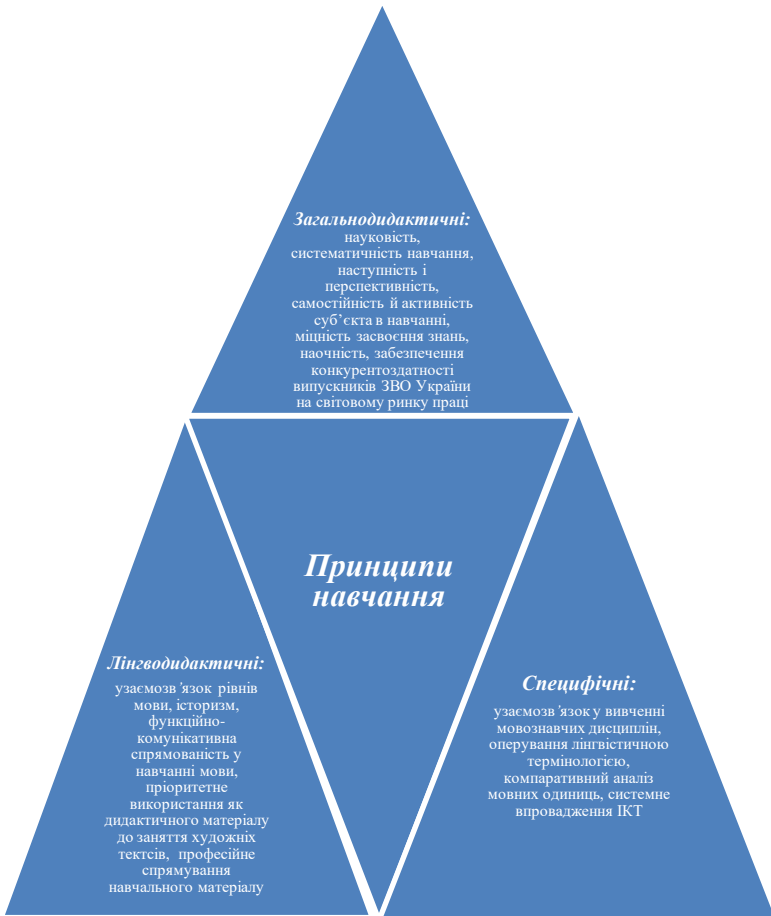 Загальнодидактичні:
науковість,
систематичність навчання,
наступність і
перспективність,
самостійність й активність
суб’єкта в навчанні,
міцність засвоєння знань,
наочність, забезпечення
конкурентоздатності
випускників ЗВО України
на світовому ринку праці
Принципи
навчання
Лінгводидактичні:
узаємозв’язок рівнів
мови, історизм,
функційно-
комунікативна
спрямованість у
навчанні мови,
пріоритетне
використання як
дидактичного матеріалу
до заняття художніх
тектсів, професійне
спрямування
навчального матеріалу
Специфічні:
узаємозв’язок у вивченні
мовознавчих дисциплін,
оперування лінгвістичною
термінологією,
компаративний аналіз
мовних одиниць, системне
впровадження ІКТ